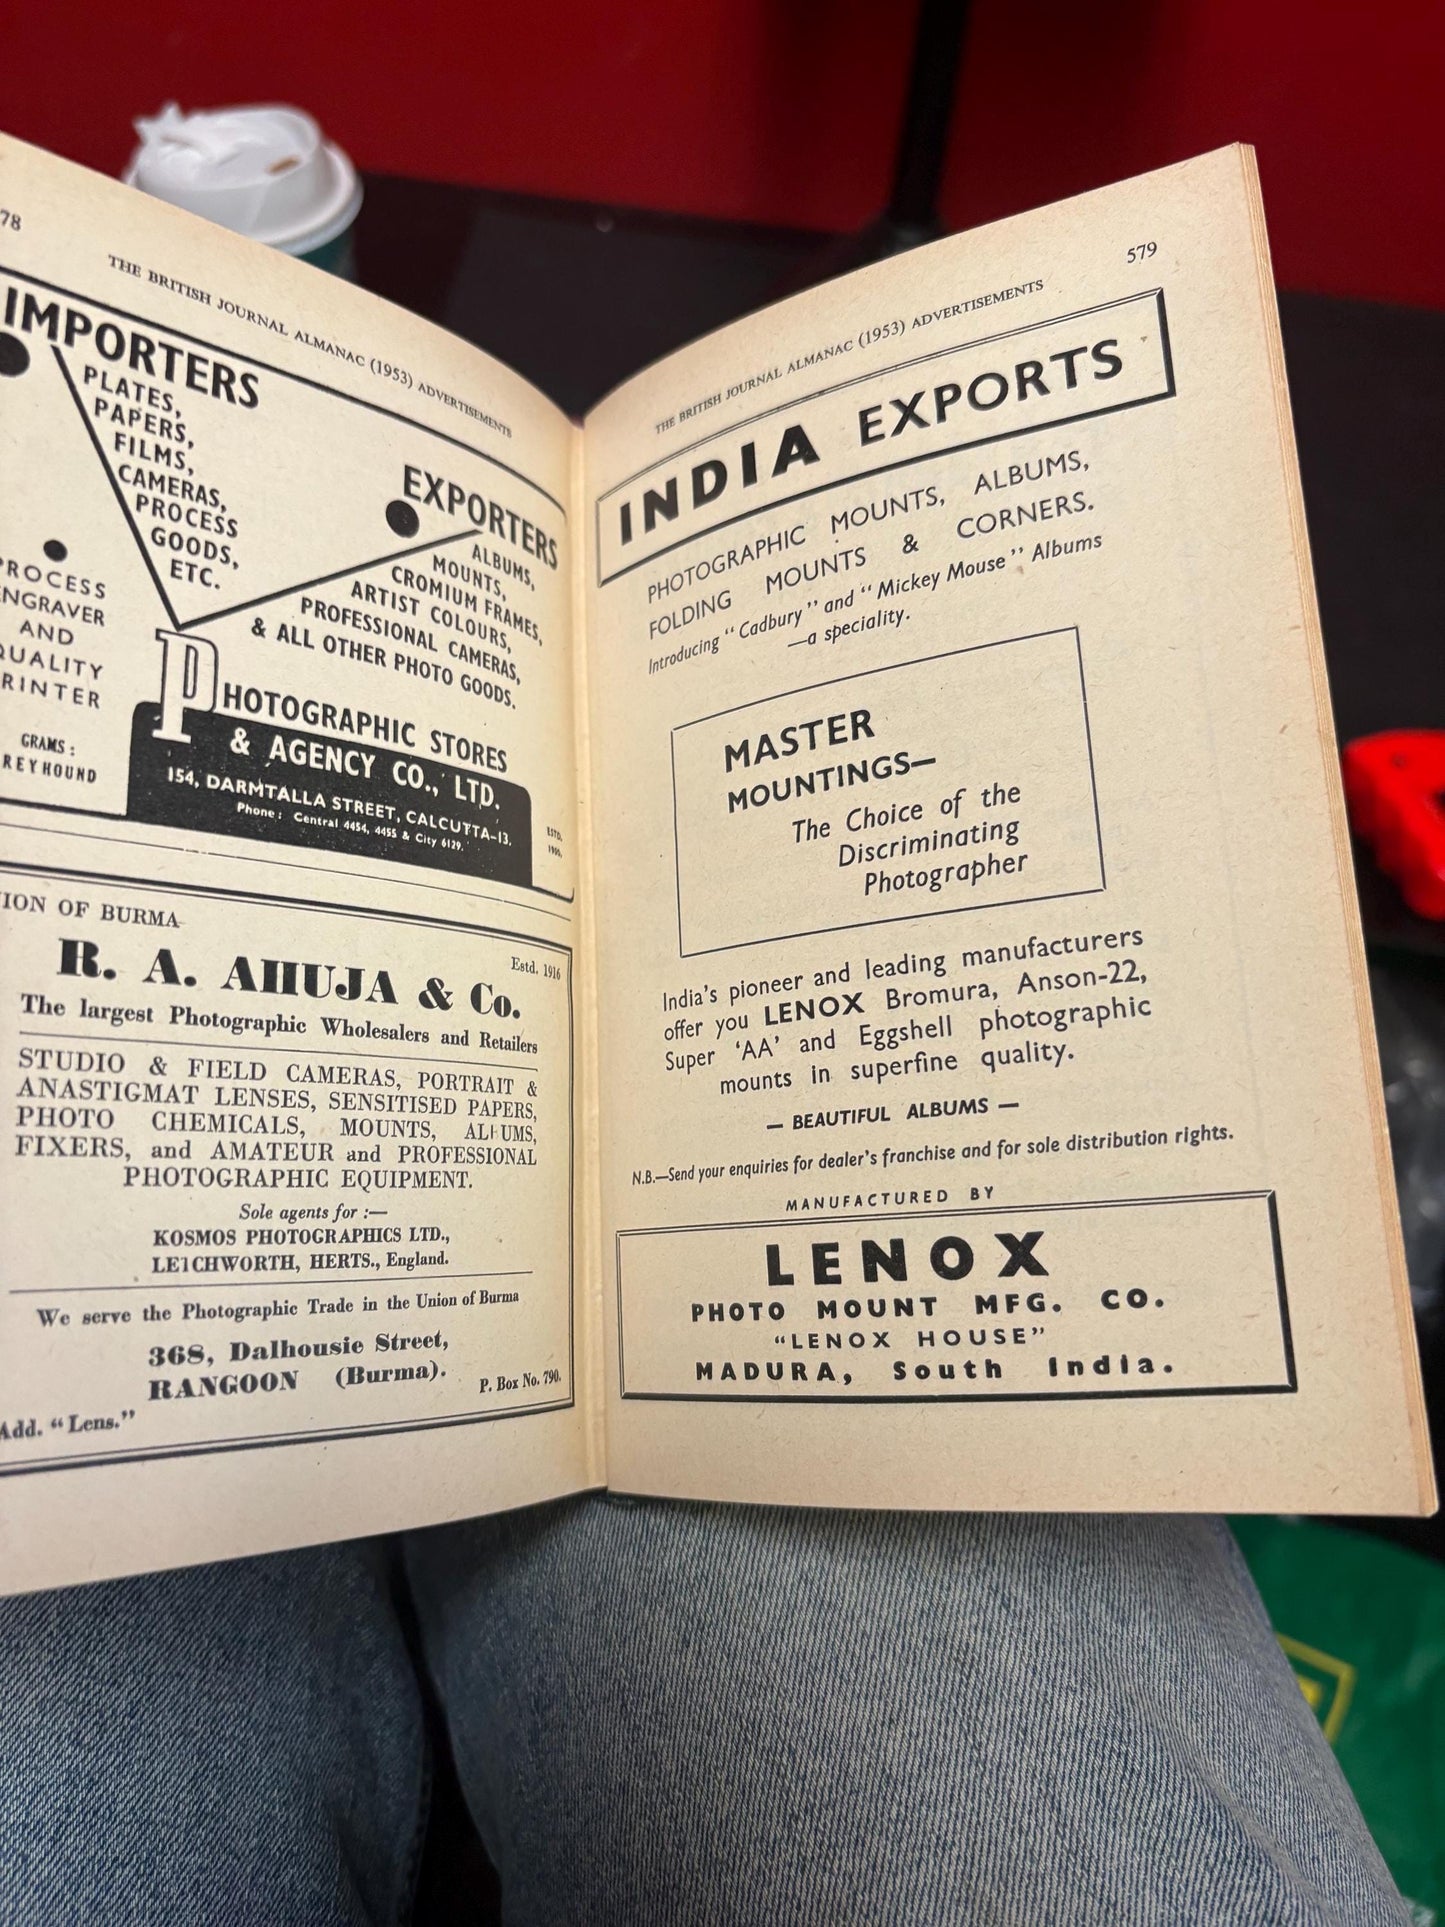 78
THE BRITISH JOURNAL ALMANAC (1953) ADVERTISEMENTS
IMPORTERS
PLATES,
PAPERS,
FILMS,
CAMERAS,
PROCESS
GOODS,
ETC.
EXPORTERS
ALBUMS,
MOUNTS,
CROMIUM FRAMES,
ARTIST COLOURS,
PROFESSIONAL CAMERAS,
& ALL OTHER PHOTO GOODS.
PROCESS
ENGRAVER
AND
QUALITY
PRINTER
GRAMS:
REYHOUND
PHOTOGRAPHIC STORES
& AGENCY CO., LTD.
154, DARMTALLA STREET, CALCUTTA-13.
Phone: Central 4454, 4455 & City 6129.
ESTD.
ION OF BURMA
Estd. 1916
R. A. AHUJA & Co.
The largest Photographic Wholesalers and Retailers
STUDIO & FIELD CAMERAS, PORTRAIT &
ANASTIGMAT LENSES, SENSITISED PAPERS,
PHOTO CHEMICALS, MOUNTS, ALBUMS,
FIXERS, and AMATEUR and PROFESSIONAL
PHOTOGRAPHIC EQUIPMENT.
Sole agents for :—
KOSMOS PHOTOGRAPHICS LTD.,
LETCHWORTH, HERTS., England.
We serve the Photographic Trade in the Union of Burma
368, Dalhousie Street,
RANGOON (Burma).
P. Box No. 790.
Add. "Lens."
579
THE BRITISH JOURNAL ALMANAC (1953) ADVERTISEMENTS
INDIA EXPORTS
PHOTOGRAPHIC MOUNTS, ALBUMS,
FOLDING MOUNTS & CORNERS.
Introducing "Cadbury" and "Mickey Mouse" Albums
—a speciality.
MASTER
MOUNTINGS—
The Choice of the
Discriminating
Photographer
India's pioneer and leading manufacturers
offer you LENOX Bromura, Anson-22,
Super 'AA' and Eggshell photographic
mounts in superfine quality.
— BEAUTIFUL ALBUMS —
N.B.—Send your enquiries for dealer's franchise and for sole distribution rights.
MANUFACTURED BY
LENOX
PHOTO MOUNT MFG. CO.
"LENOX HOUSE"
MADURA, South India.